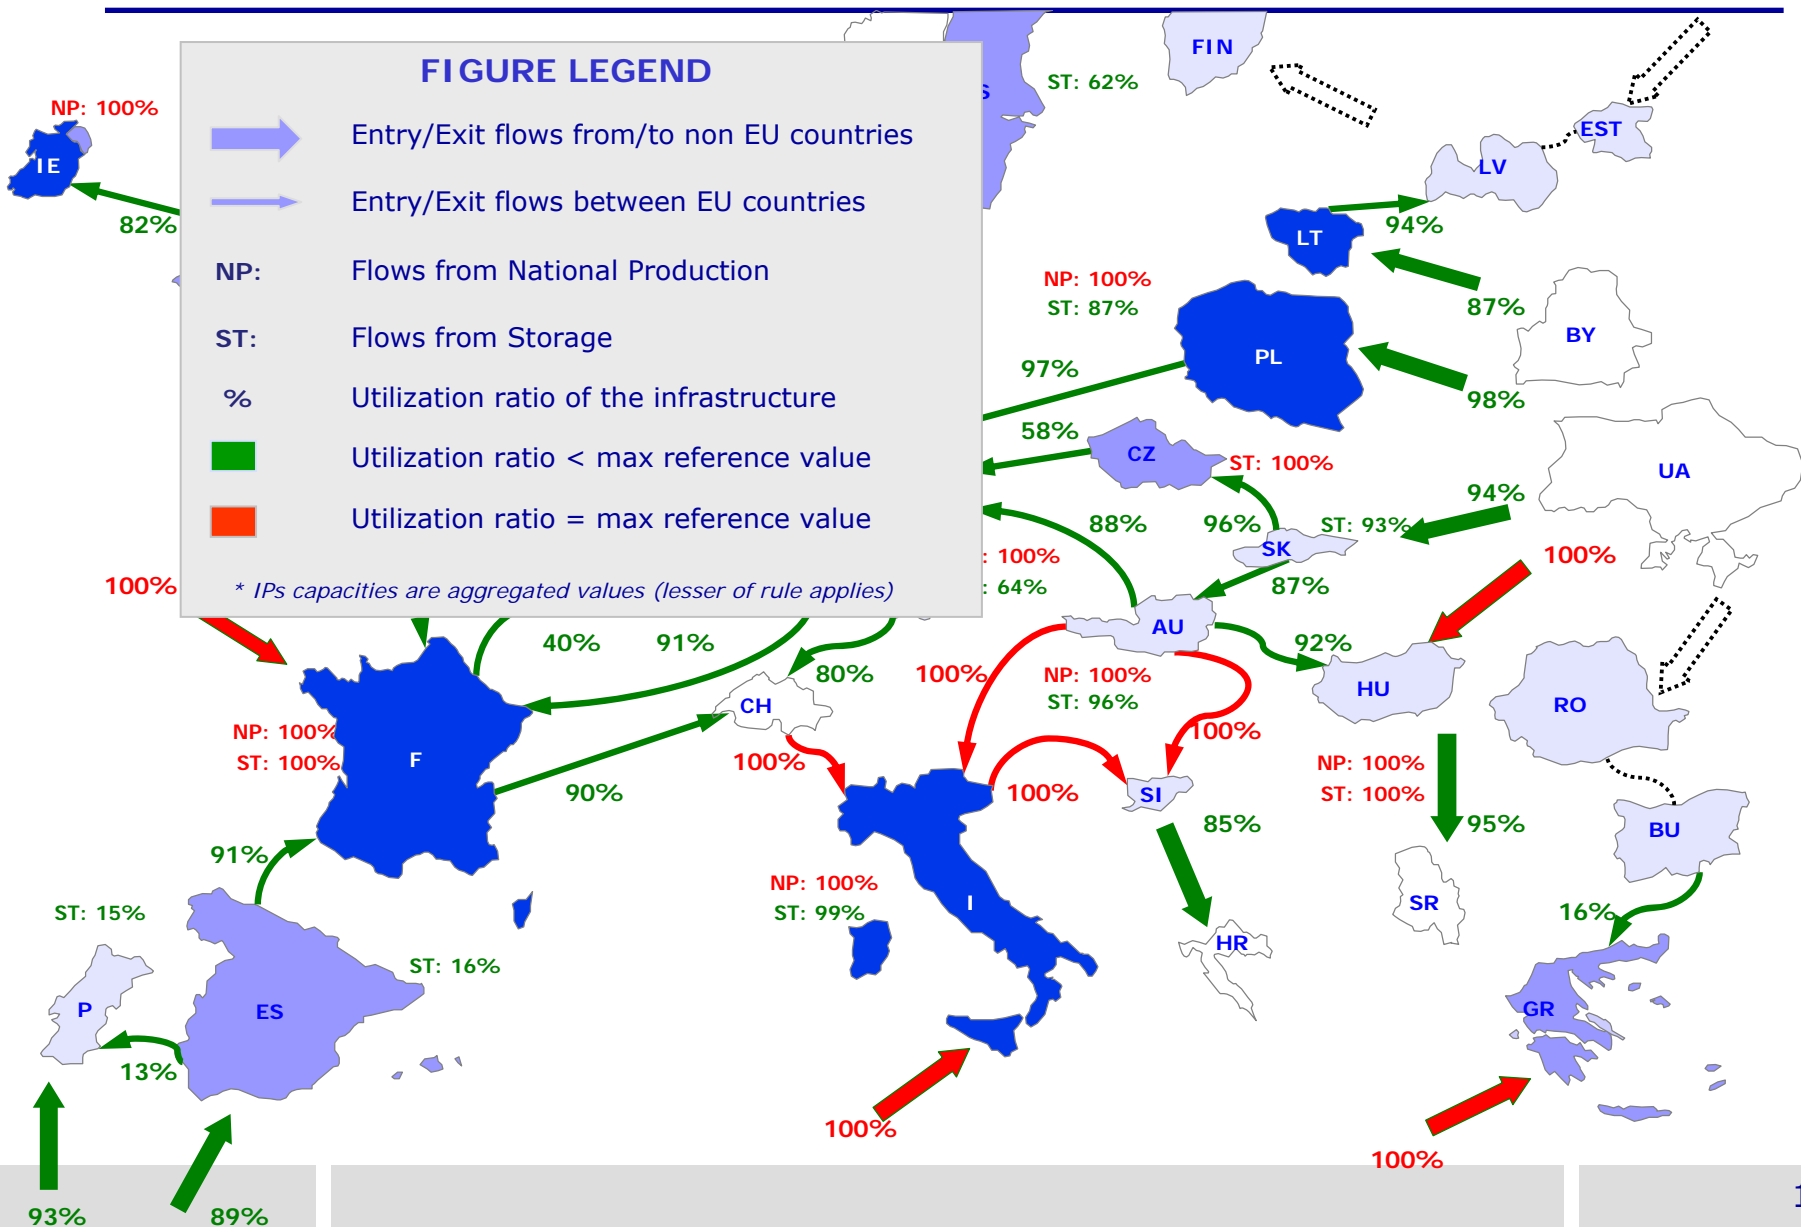 FIGURE LEGEND
Entry/Exit flows from/to non EU countries
Entry/Exit flows between EU countries
NP: Flows from National Production
ST: Flows from Storage
% Utilization ratio of the infrastructure
Utilization ratio < max reference value
Utilization ratio = max reference value
* IPs capacities are aggregated values (lesser of rule applies)
FIN
S
ST: 62%
NP: 100%
IE
82%
EST
LV
94%
LT
87%
BY
NP: 100%
ST: 87%
PL
98%
97%
58%
CZ
ST: 100%
UA
94%
88%
96%
ST: 93%
SK
100%
: 100%
: 64%
87%
100%
AU
92%
40%
91%
80%
100%
NP: 100%
ST: 96%
HU
RO
CH
100%
NP: 100%
ST: 100%
F
100%
90%
100%
SI
NP: 100%
ST: 100%
85%
95%
BU
91%
NP: 100%
ST: 99%
I
SR
16%
ST: 15%
HR
ST: 16%
P
ES
GR
13%
100%
100%
93%
89%
1